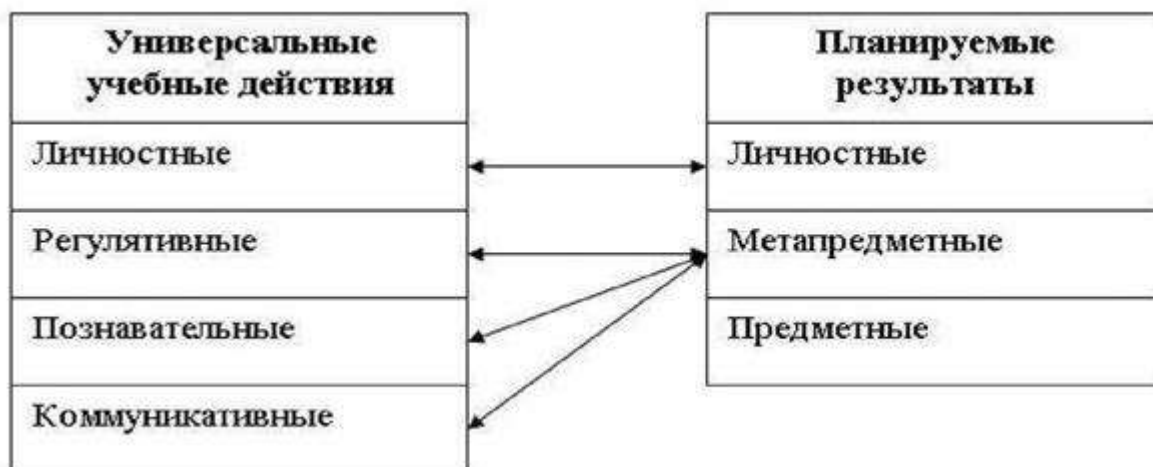 Универсальные
учебные действия
Личностные
Регулятивные
Познавательные
Коммуникативные
Планируемые
результаты
Личностные
Метапредметные
Предметные